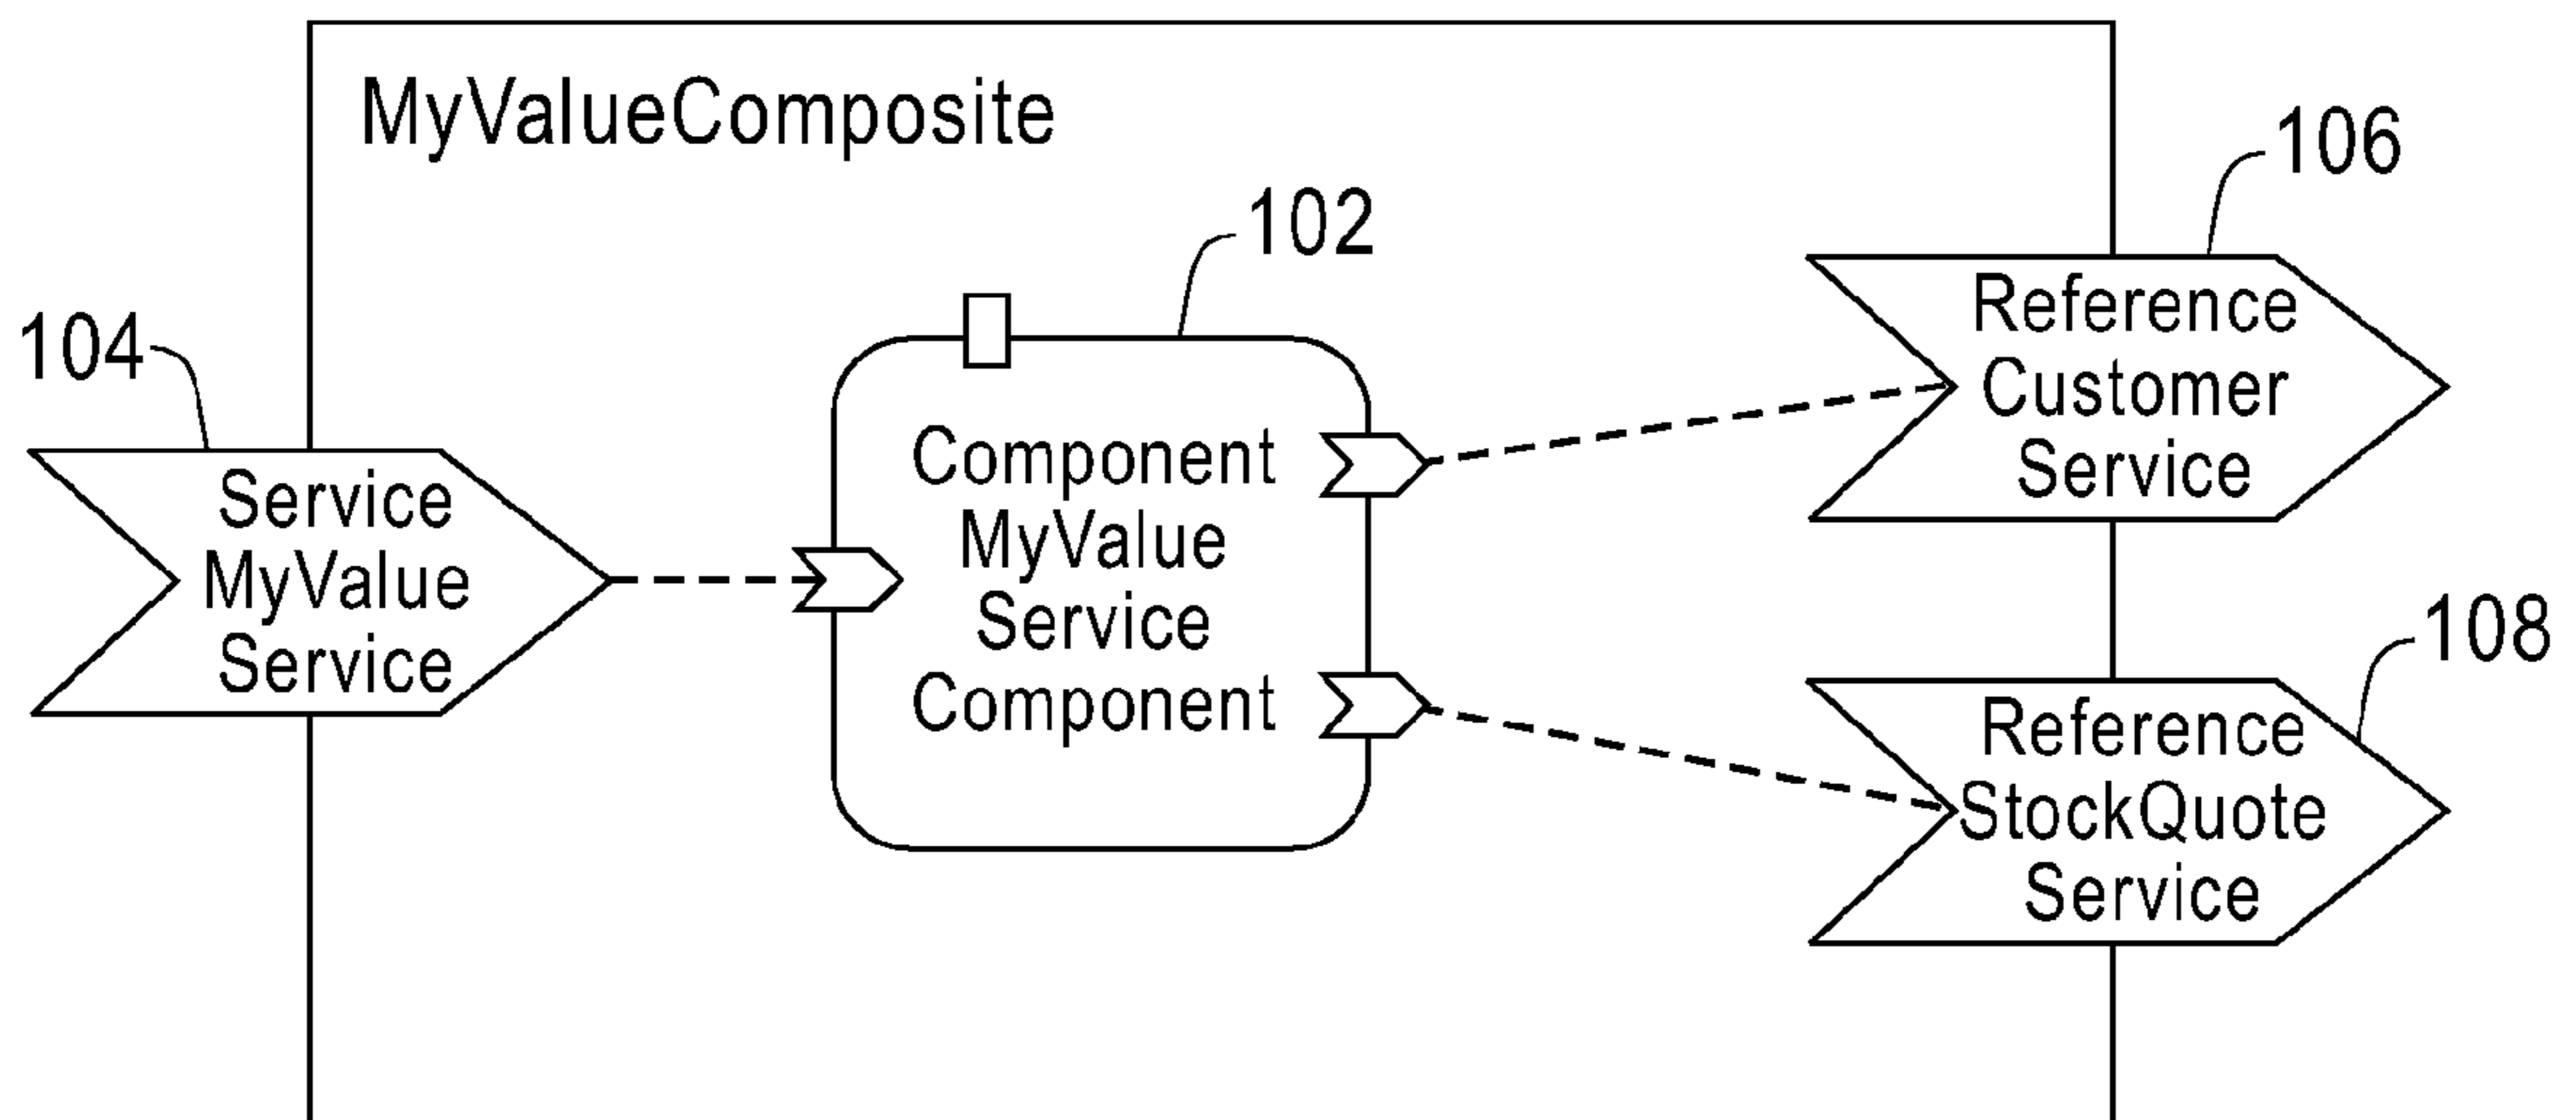 MyValueComposite
106
102
104
Reference
Customer
Service
Service
MyValue
Service
Component
MyValue
Service
Component
108
Reference
StockQuote
Service